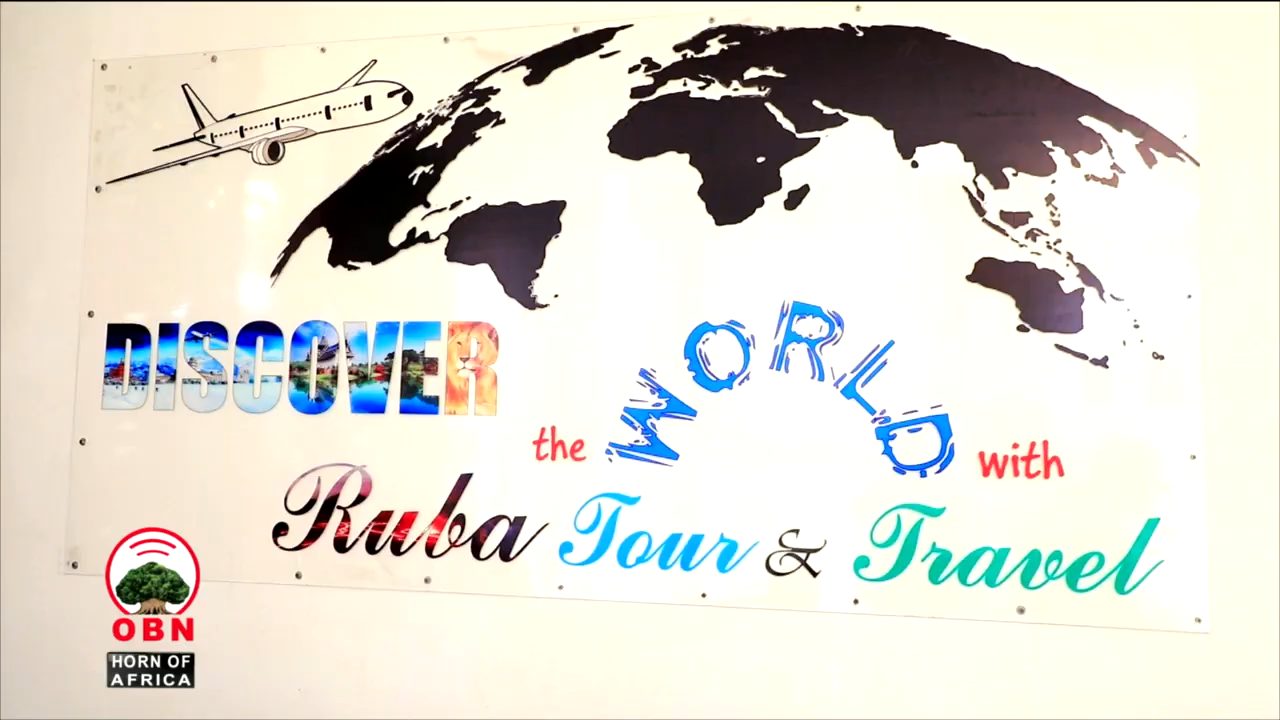 DISCOVER
the WORLD with
Ruba Tour & Travel
OBN
HORN OF
AFRICA